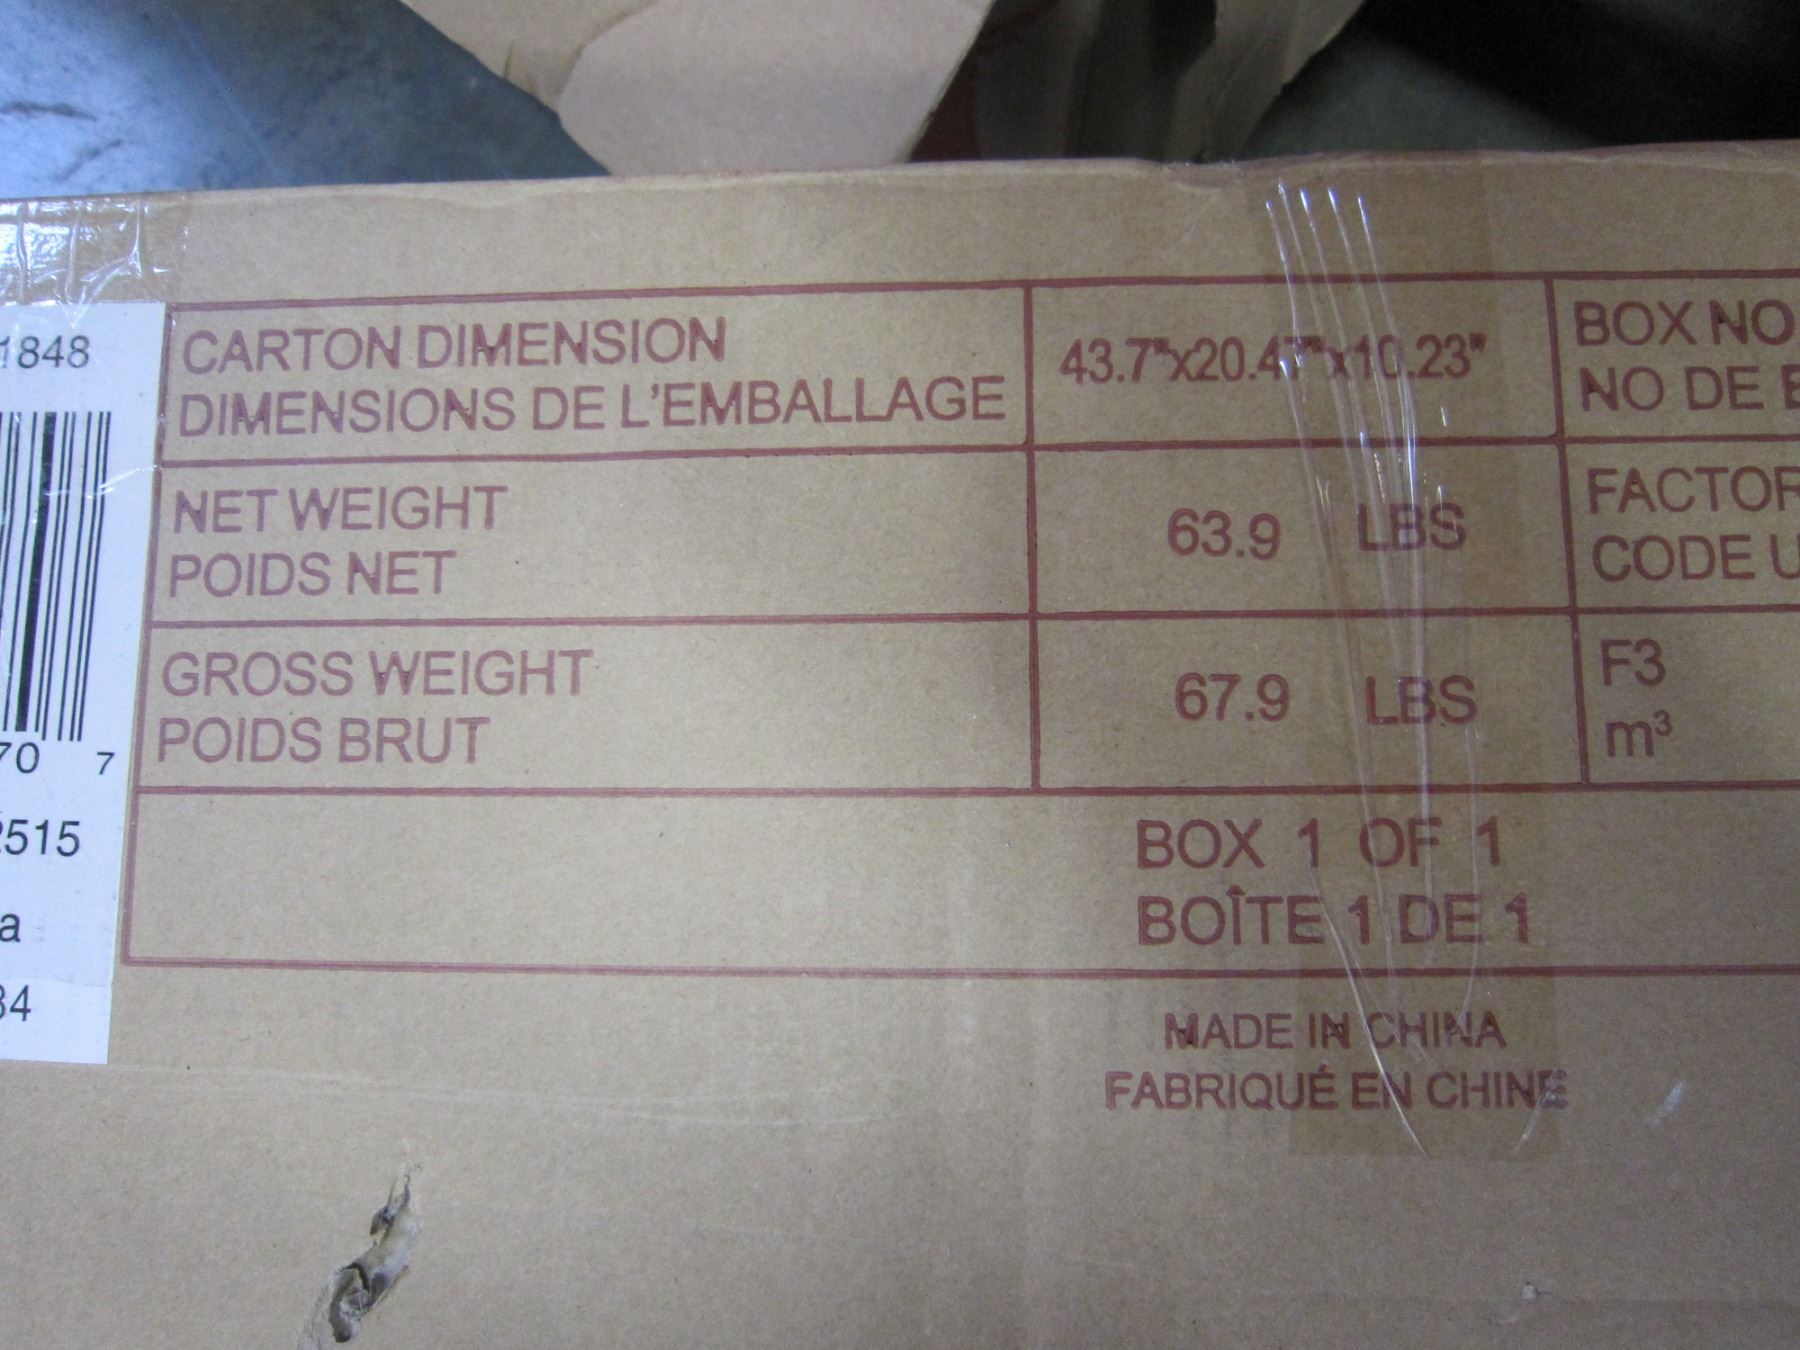 1848
70 7
2515
a
34
CARTON DIMENSION
DIMENSIONS DE L'EMBALLAGE
43.7"x20.47"x10.23"
BOX NO
NO DE
NET WEIGHT
POIDS NET
63.9 LBS
FACTOR
CODE U
GROSS WEIGHT
POIDS BRUT
67.9 LBS
F3
m³
BOX 1 OF 1
BOÎTE 1 DE 1
MADE IN CHINA
FABRIQUÉ EN CHINE